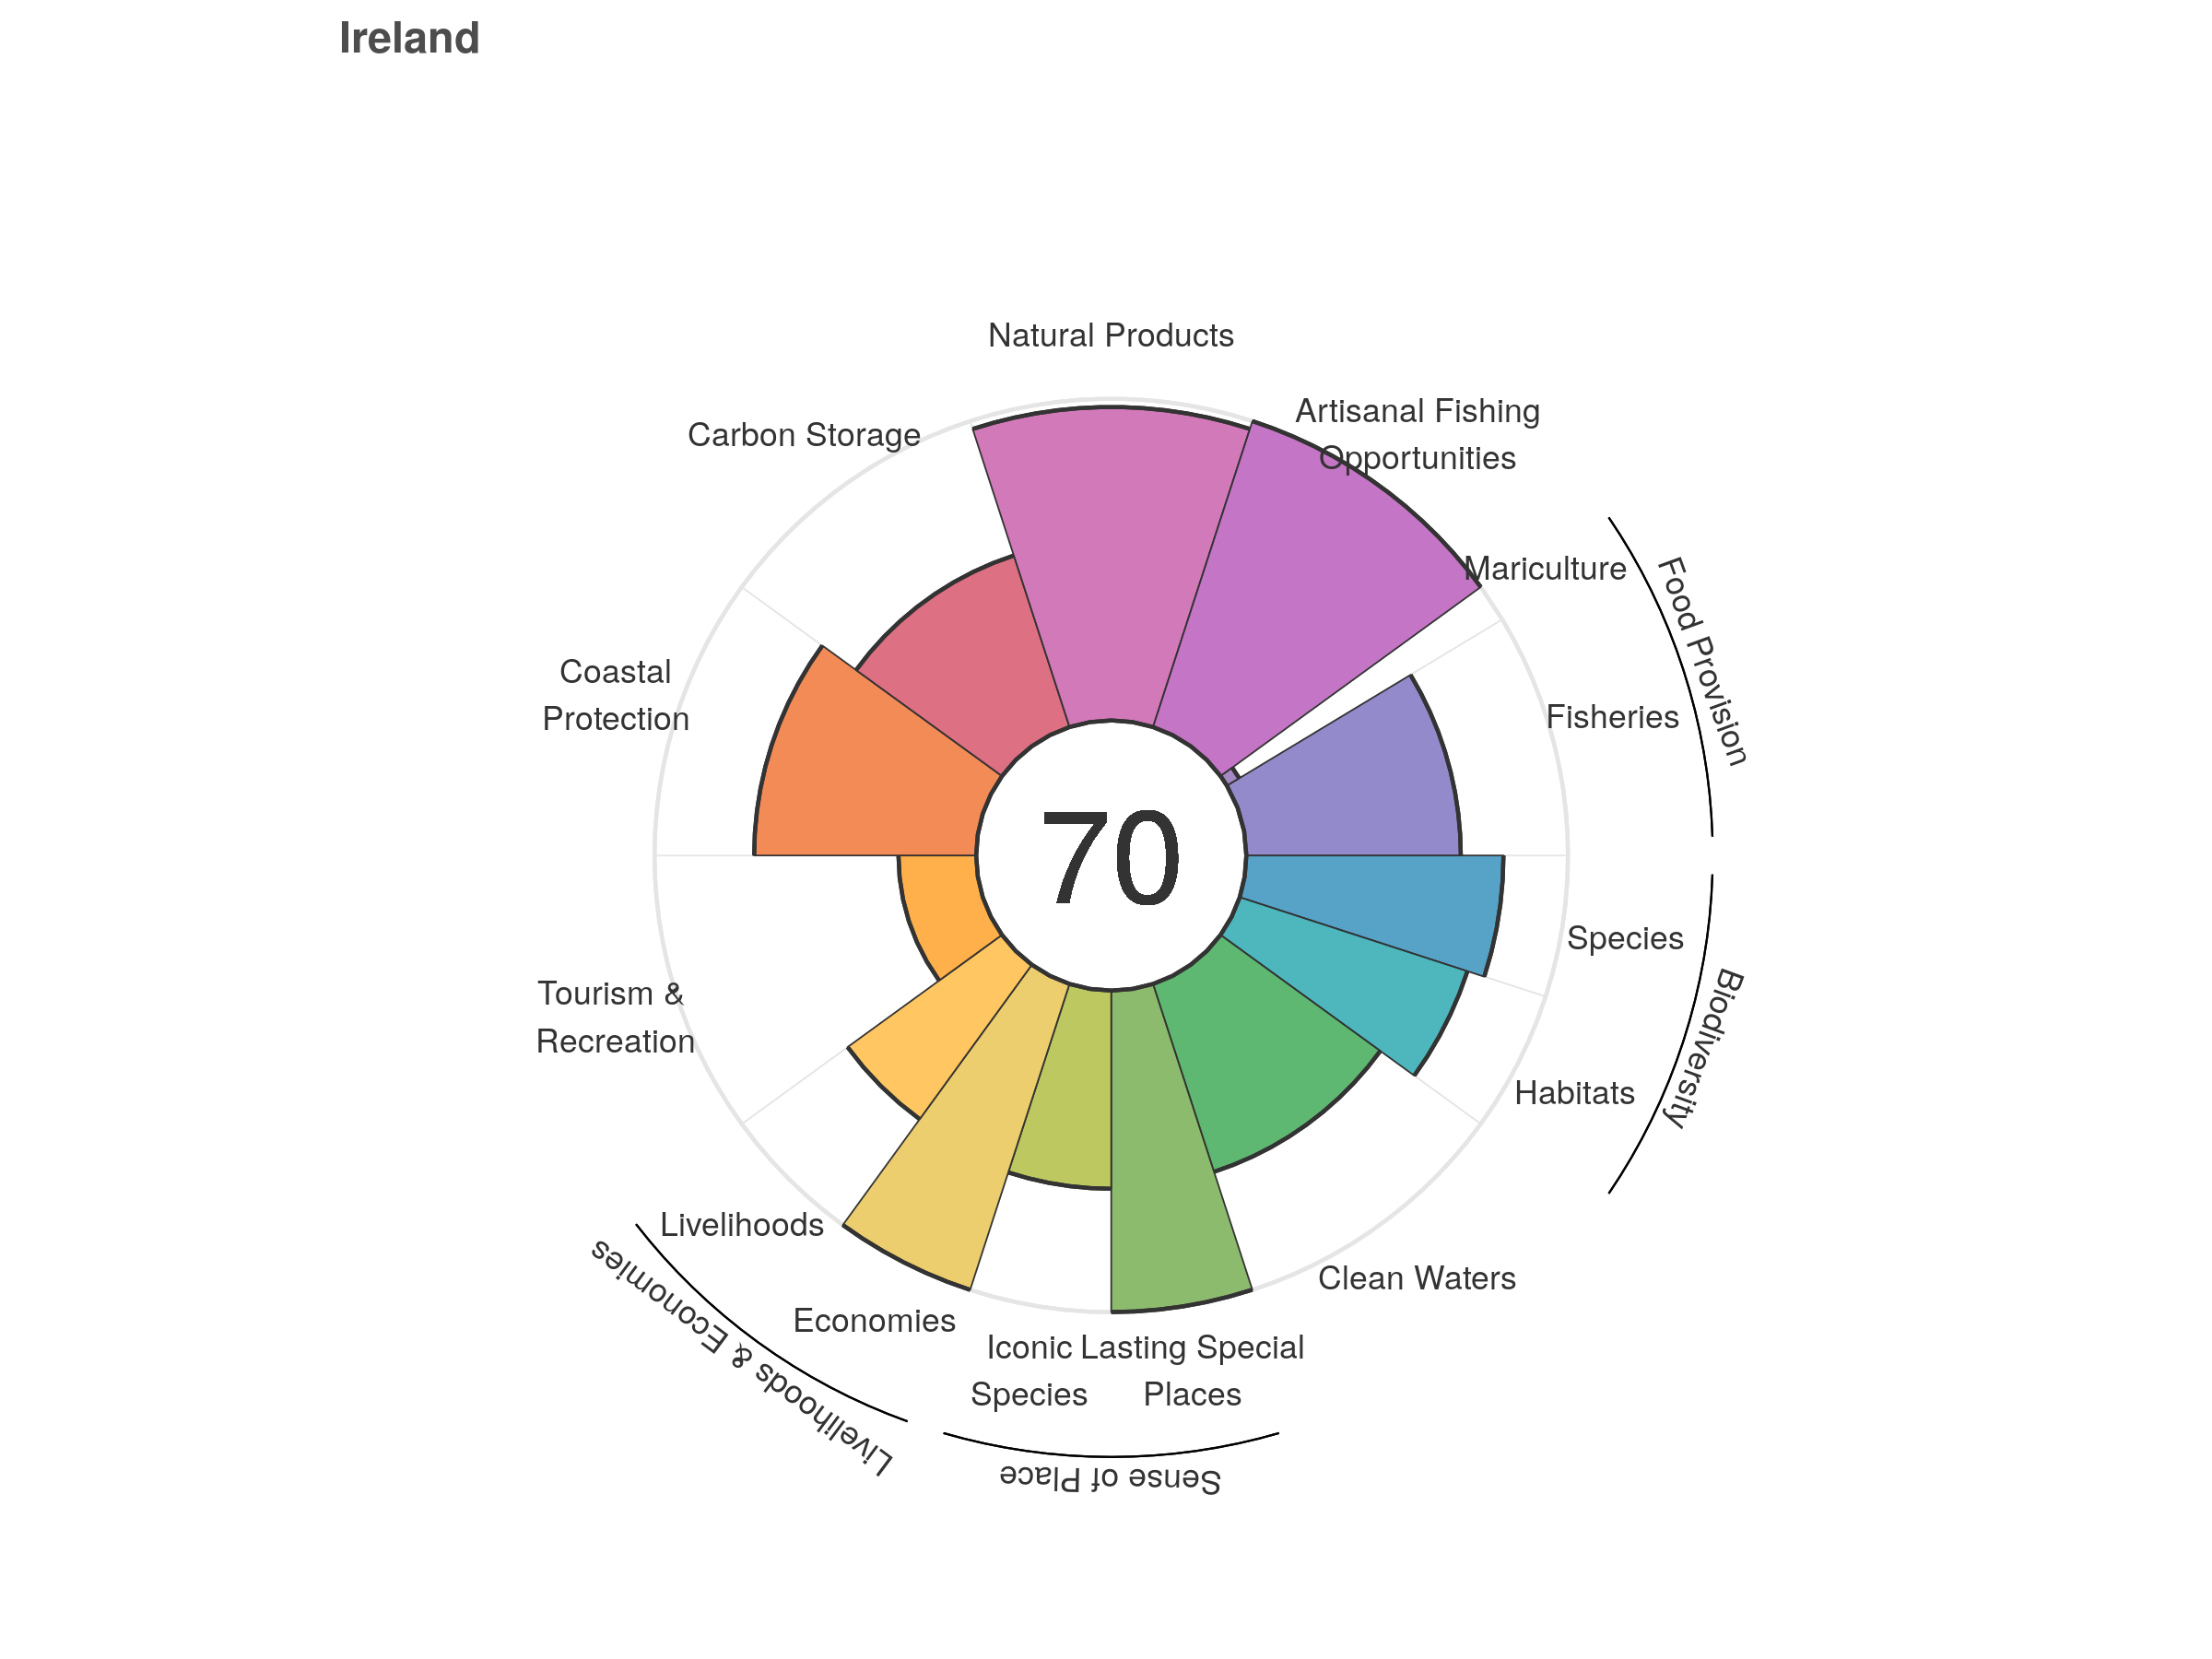 Ireland
Natural Products
Artisanal Fishing
Opportunities
Carbon Storage
Mariculture
Food Provision
Coastal
Protection
Fisheries
70
Species
Biodiversity
Tourism &
Recreation
Habitats
Livelihoods
Clean Waters
Economies
Livelihoods & Economies
Iconic
Species
Lasting Special
Places
Sense of Place